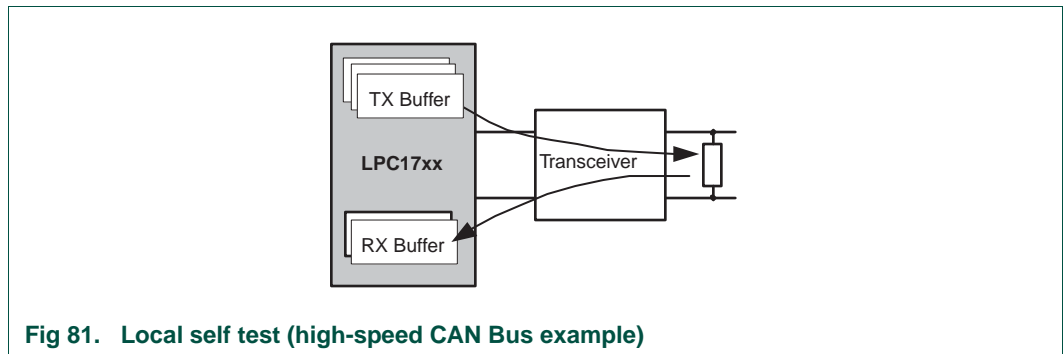 TX Buffer
LPC17xx
Transceiver
RX Buffer
Fig 81. Local self test (high-speed CAN Bus example)